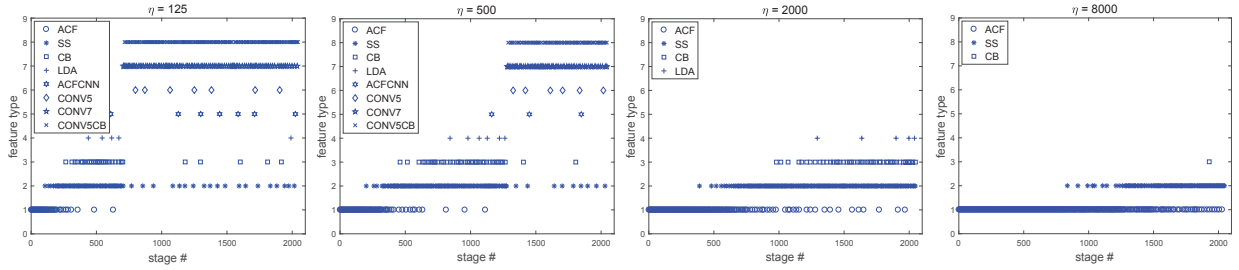 η = 125
feature type
9
8
7
6
5
4
3
2
1
0
ACF
SS
CB
LDA
ACFCNN
CONV5
CONV7
CONV5CB
0 500 1000 1500 2000
stage #
η = 500
feature type
9
8
7
6
5
4
3
2
1
0
ACF
SS
CB
LDA
ACFCNN
CONV5
CONV7
CONV5CB
0 500 1000 1500 2000
stage #
η = 2000
feature type
9
8
7
6
5
4
3
2
1
0
ACF
SS
CB
LDA
0 500 1000 1500 2000
stage #
η = 8000
feature type
9
8
7
6
5
4
3
2
1
0
ACF
SS
CB
0 500 1000 1500 2000
stage #